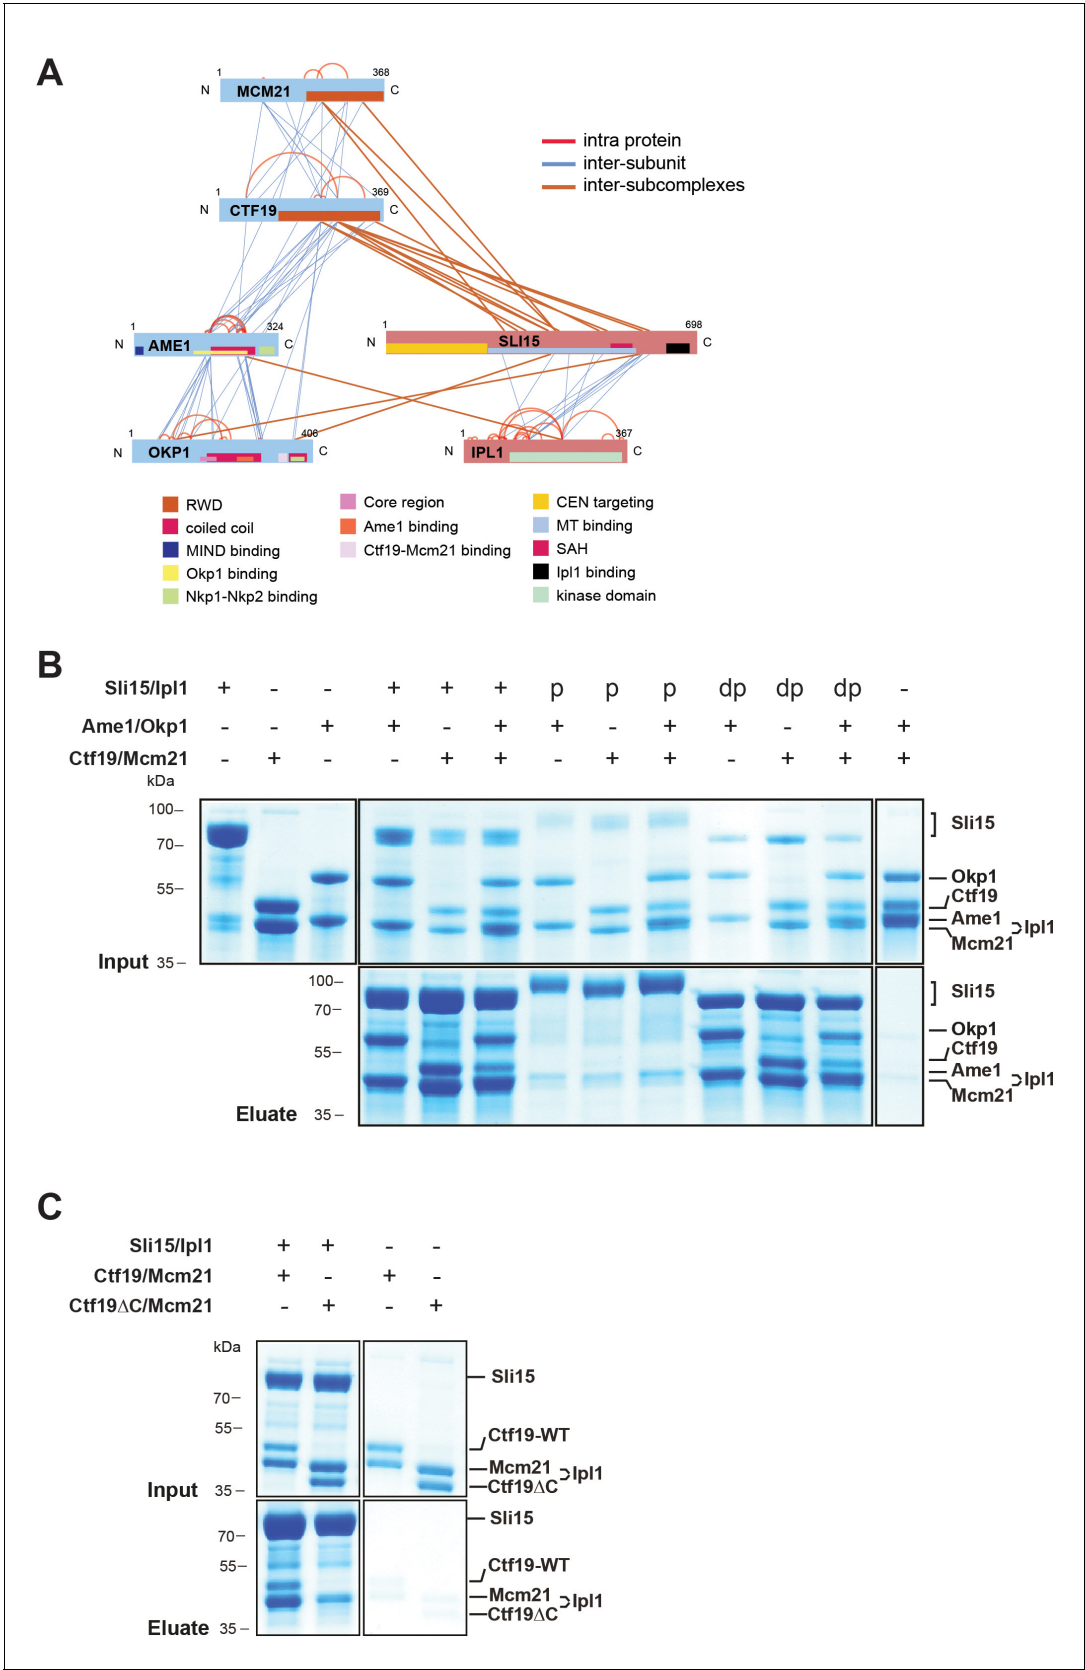 A
1 368
N MCM21 C
intra protein
inter-subunit
inter-subcomplexes
1 369
N CTF19 C
1 324
N AME1 C
1 698
N SLI15 C
1 406
N OKP1 C
1 367
N IPL1 C
RWD
coiled coil
MIND binding
Okp1 binding
Nkp1-Nkp2 binding
Core region
Ame1 binding
Ctf19-Mcm21 binding
CEN targeting
MT binding
SAH
Ipl1 binding
kinase domain
B
Sli15/Ipl1 + - - + + + p p p dp dp dp -
Ame1/Okp1 - - + + - + + - + + - + +
Ctf19/Mcm21 - + - - + + - + + - + + +
kDa
100–
70–
55–
Input 35–
Sli15
Okp1
Ctf19
Ame1
Mcm21
Ipl1
100–
70–
55–
Eluate 35–
Sli15
Okp1
Ctf19
Ame1
Mcm21
Ipl1
C
Sli15/Ipl1 + + - -
Ctf19/Mcm21 + - + -
Ctf19ΔC/Mcm21 - + - +
kDa
70–
55–
Input 35–
Sli15
Ctf19-WT
Mcm21
Ctf19ΔC
Ipl1
70–
55–
Eluate 35–
Sli15
Ctf19-WT
Mcm21
Ctf19ΔC
Ipl1